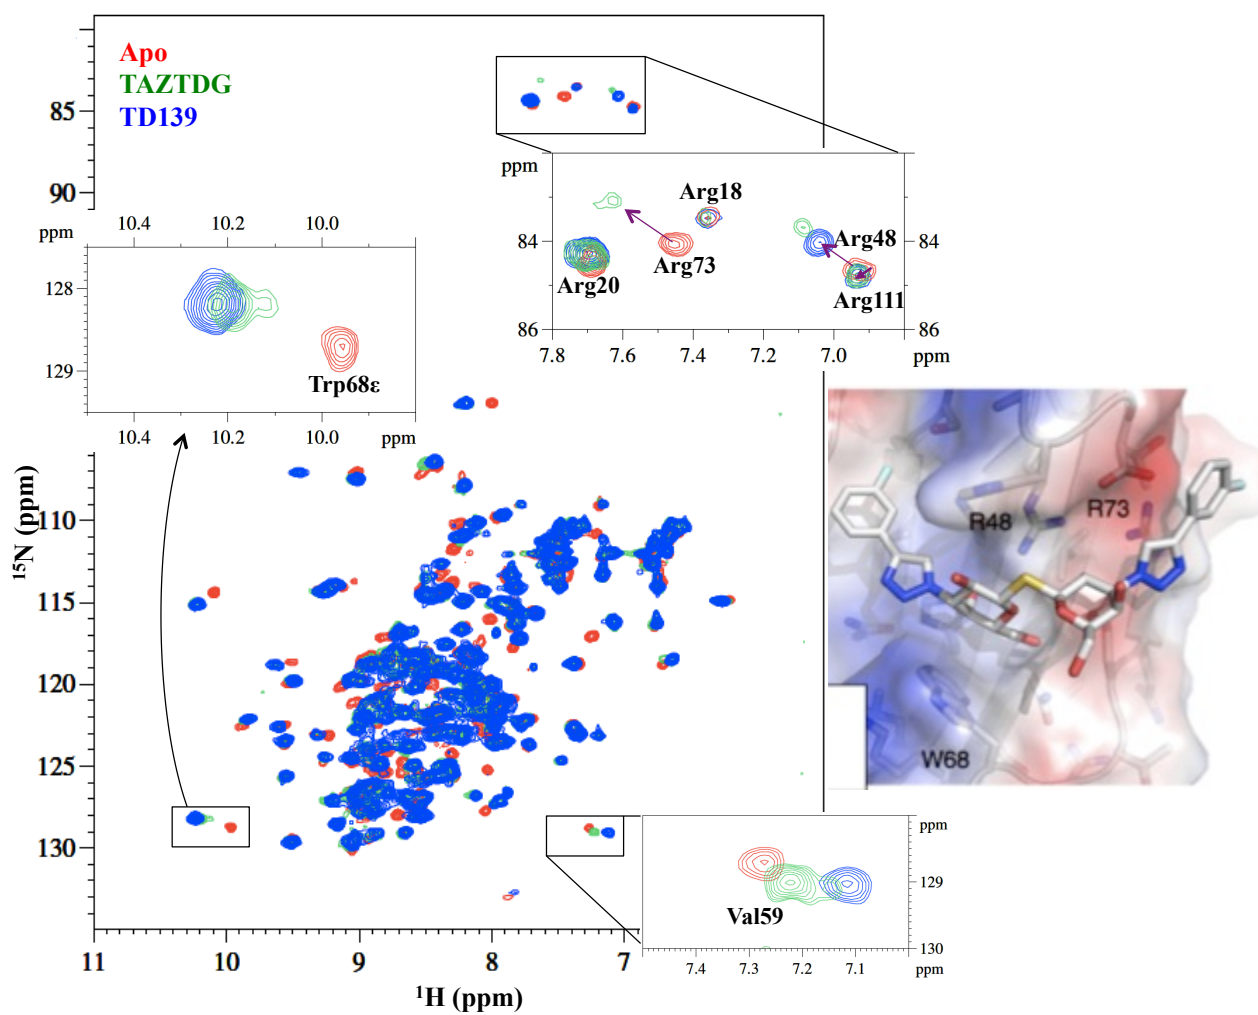 Apo
TAZTDG
TD139
85
90
ppm
10.4 10.2 10.0
128
129
Trp68ε
10.4 10.2 10.0 ppm
ppm
84 84
86 86
Arg18
Arg48
Arg73
Arg20
Arg111
7.8 7.6 7.4 7.2 7.0 ppm
110
115
120
125
130
15N (ppm)
R48
R73
W68
ppm
129
130
Val59
7.4 7.3 7.2 7.1 ppm
11 10 9 8 7
1H (ppm)